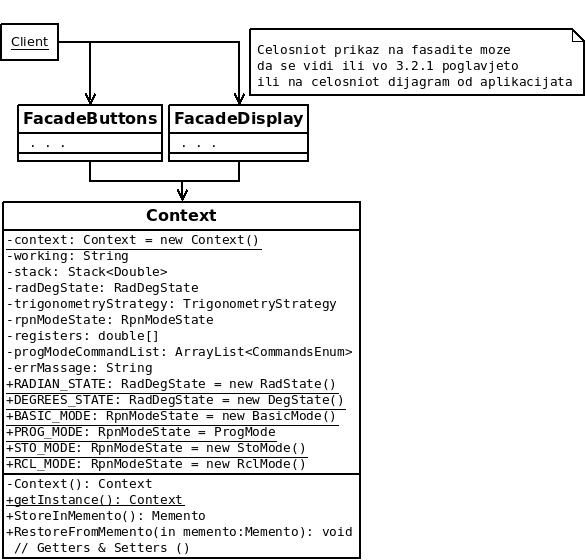 Client
Celosniot prikaz na fasadite moze
da se vidi ili vo 3.2.1 poglavjeto
ili na celosniot dijagram od aplikacijata
FacadeButtons
. . .
FacadeDisplay
. . .
Context
-context: Context = new Context()
-working: String
-stack: Stack<Double>
-radDegState: RadDegState
-trigonometryStrategy: TrigonometryStrategy
-rpnModeState: RpnModeState
-registers: double[]
-progModeCommandList: ArrayList<CommandsEnum>
-errMassage: String
+RADIAN_STATE: RadDegState = new RadState()
+DEGREES_STATE: RadDegState = new DegState()
+BASIC_MODE: RpnModeState = new BasicMode()
+PROG_MODE: RpnModeState = ProgMode
+STO_MODE: RpnModeState = new StoMode()
+RCL_MODE: RpnModeState = new RclMode()
-Context(): Context
+getInstance(): Context
+StoreInMemento(): Memento
+RestoreFromMemento(in memento:Memento): void
// Getters & Setters ()